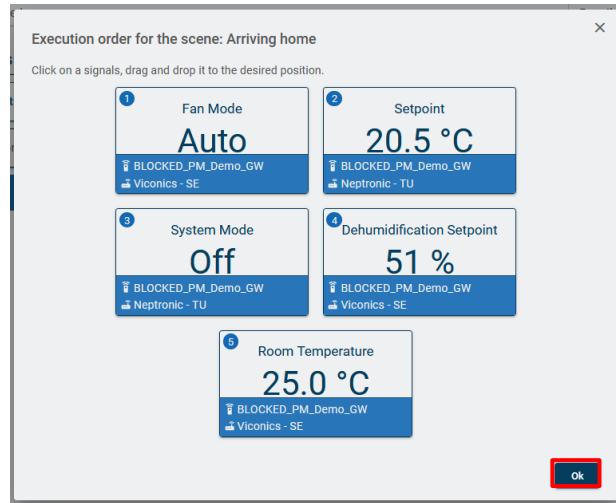 Execution order for the scene: Arriving home
Click on a signals, drag and drop it to the desired position.
1
Fan Mode
Auto
BLOCKED_PM_Demo_GW
Viconics - SE
2
Setpoint
20.5 °C
BLOCKED_PM_Demo_GW
Neptronic - TU
3
System Mode
Off
BLOCKED_PM_Demo_GW
Neptronic - TU
4
Dehumidification Setpoint
51 %
BLOCKED_PM_Demo_GW
Viconics - SE
5
Room Temperature
25.0 °C
BLOCKED_PM_Demo_GW
Viconics - SE
Ok